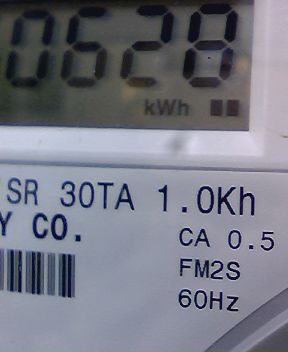 0628
kWh
SR 30TA 1.0Kh
Y CO.
CA 0.5
FM2S
60Hz